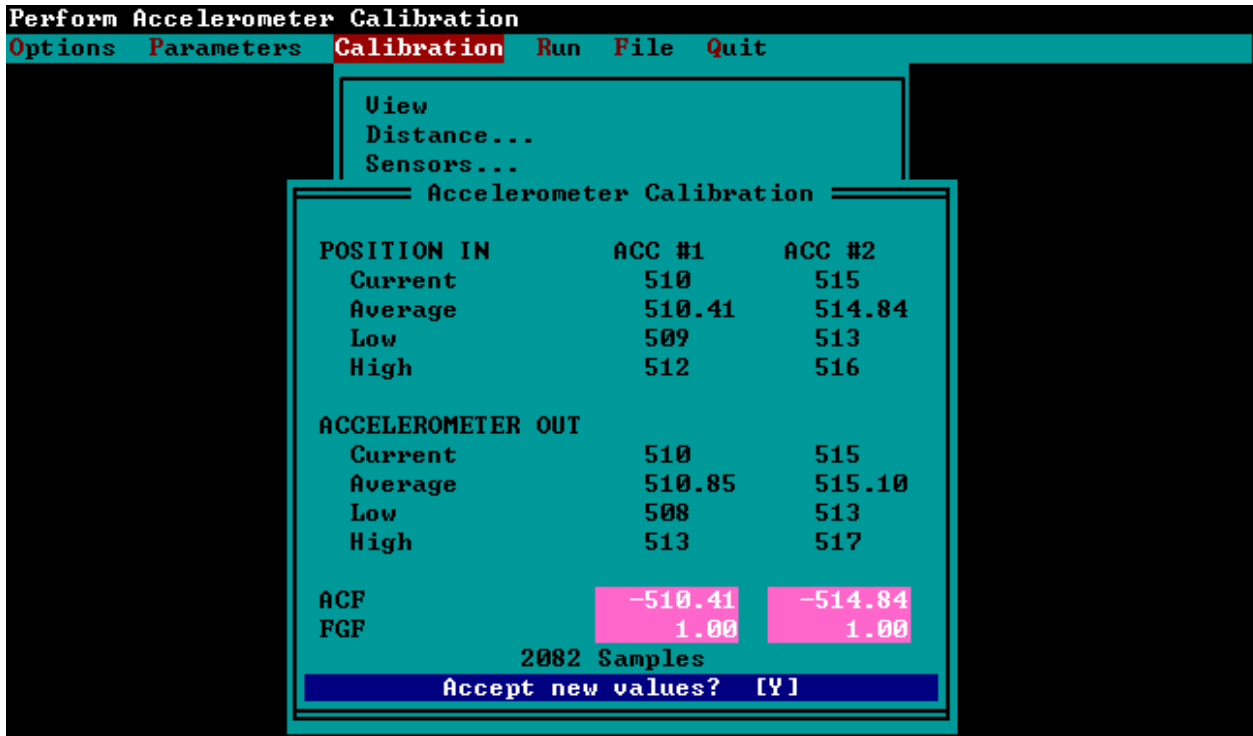 Perform Accelerometer Calibration
Options Parameters Calibration Run File Quit
View
Distance...
Sensors...
Accelerometer Calibration
POSITION IN ACC #1 ACC #2
Current 510 515
Average 510.41 514.84
Low 509 513
High 512 516
ACCELEROMETER OUT
Current 510 515
Average 510.85 515.10
Low 508 513
High 513 517
ACF -510.41 -514.84
FGF 1.00 1.00
2082 Samples
Accept new values? [Y]